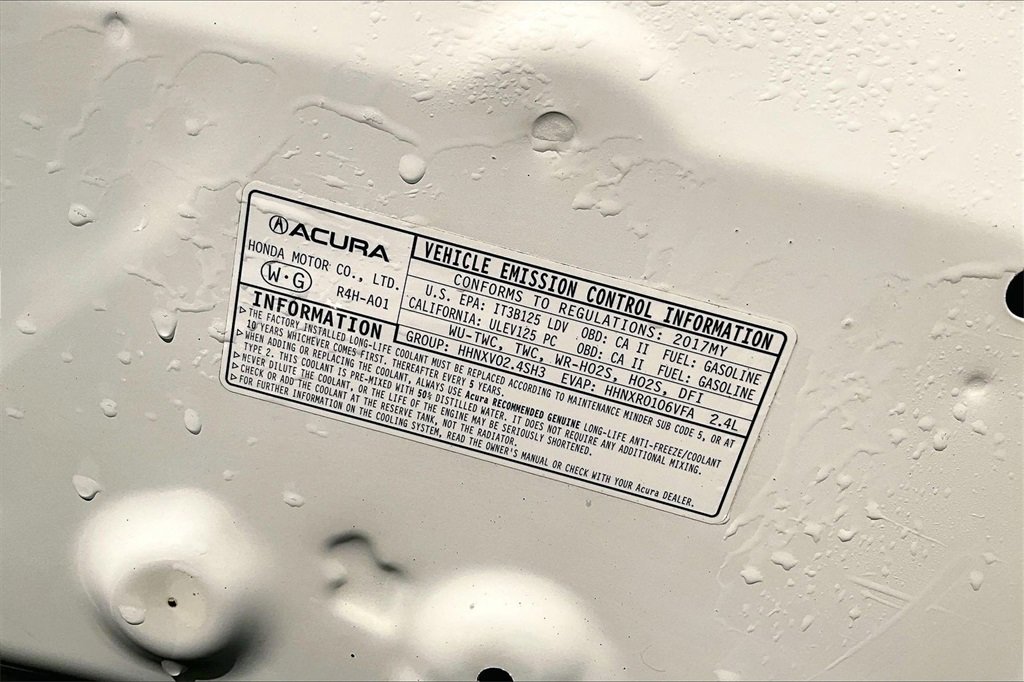 ACURA
HONDA MOTOR CO., LTD.
W·G R4H-A01
VEHICLE EMISSION CONTROL INFORMATION
CONFORMS TO REGULATIONS: 2017MY
U.S. EPA: IT3B125 LDV OBD: CA II FUEL: GASOLINE
CALIFORNIA: ULEV125 PC OBD: CA II FUEL: GASOLINE
WU-TWC, TWC, WR-HO2S, HO2S, DFI
GROUP: HHNXV02.4SH3 EVAP: HHNXR0106VFA 2.4L
INFORMATION
▷THE FACTORY INSTALLED LONG-LIFE COOLANT MUST BE REPLACED ACCORDING TO MAINTENANCE MINDER SUB CODE 5, OR AT
10 YEARS WHICHEVER COMES FIRST. THEREAFTER EVERY 5 YEARS.
▷WHEN ADDING OR REPLACING THE COOLANT, ALWAYS USE Acura RECOMMENDED GENUINE LONG-LIFE ANTI-FREEZE/COOLANT
TYPE 2. THIS COOLANT IS PRE-MIXED WITH 50% DISTILLED WATER. IT DOES NOT REQUIRE ANY ADDITIONAL MIXING.
▷NEVER DILUTE THE COOLANT, OR THE LIFE OF THE ENGINE MAY BE SERIOUSLY SHORTENED.
▷CHECK OR ADD THE COOLANT AT THE RESERVE TANK, NOT THE RADIATOR.
▷FOR FURTHER INFORMATION ON THE COOLING SYSTEM, READ THE OWNER'S MANUAL OR CHECK WITH YOUR Acura DEALER.